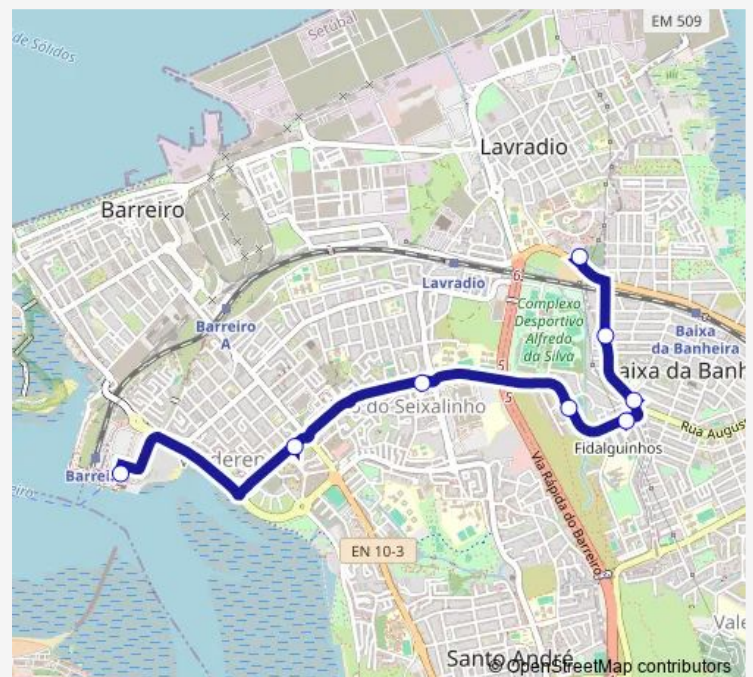 EM 509
de Sólidos
Setúbal
Lavradio
Barreiro
6
Lavradio
Complexo
Desportivo
Alfredo
da Silva
Barreiro
A
Baixa
da Banheira
5
aixa da Banh
5
do Seixalinho
Rua Augus
Fidalguinhos
Barrei
eiro
Via Rápida do Barreiro
EN 10-3
Vale
Santo André
© OpenStreetMap contributors